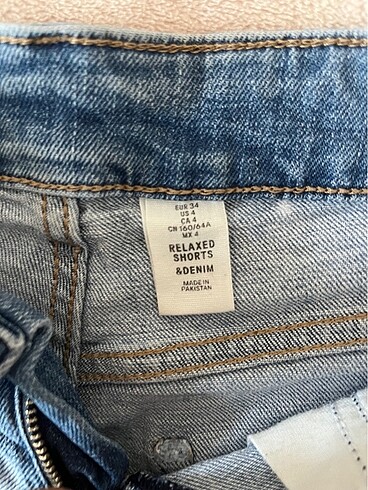 EUR 34
US 4
CA 4
CN 160/64A
MX 4
RELAXED
SHORTS
&DENIM
MADE IN
PAKISTAN